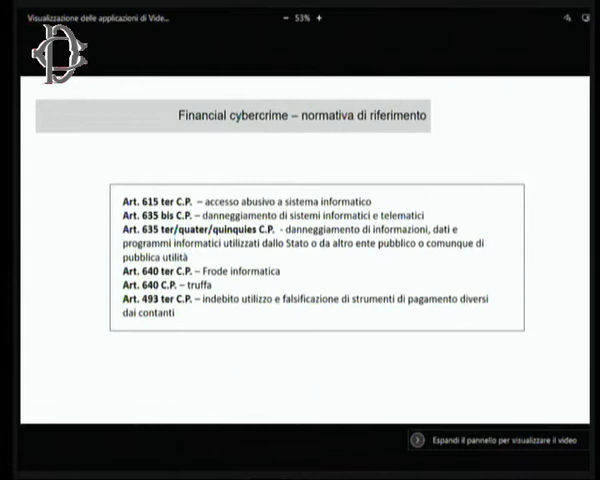 Visualizzazione delle applicazioni di Vide...
− 53% +
Financial cybercrime – normativa di riferimento
Art. 615 ter C.P. – accesso abusivo a sistema informatico
Art. 635 bis C.P. – danneggiamento di sistemi informatici e telematici
Art. 635 ter/quater/quinquies C.P. - danneggiamento di informazioni, dati e
programmi informatici utilizzati dallo Stato o da altro ente pubblico o comunque di
pubblica utilità
Art. 640 ter C.P. – Frode informatica
Art. 640 C.P. – truffa
Art. 493 ter C.P. – indebito utilizzo e falsificazione di strumenti di pagamento diversi
dai contanti
Espandi il pannello per visualizzare il video